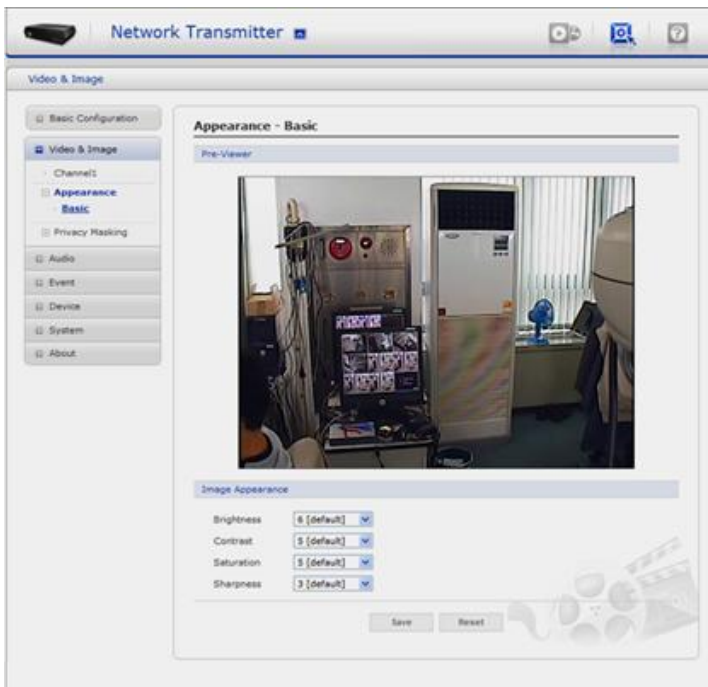 Network Transmitter
Video & Image
Basic Configuration
Video & Image
Channel1
Appearance
Basic
Privacy Masking
Audio
Event
Device
System
About
Appearance - Basic
Pre-Viewer
Image Appearance
Brightness 6 [default]
Contrast 5 [default]
Saturation 5 [default]
Sharpness 3 [default]
Save Reset